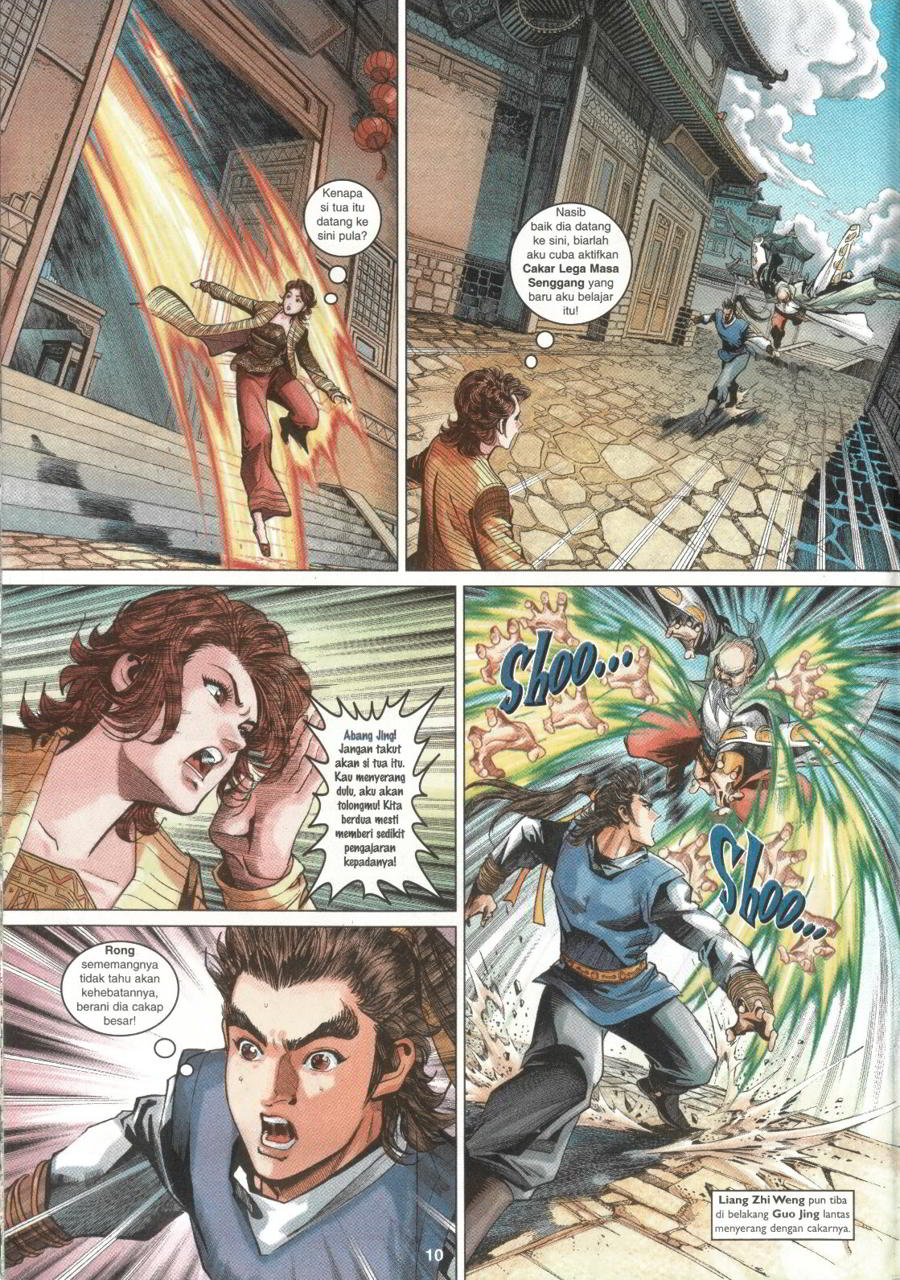 Kenapa
si tua itu
datang ke
sini pula?
Nasib
baik dia datang
ke sini, biarlah
aku cuba aktifkan
Cakar Lega Masa
Senggang yang
baru aku belajar
itu!
Abang Jing!
Jangan takut
akan si tua itu.
Kau menyerang
dulu, aku akan
tolongmu! Kita
berdua mesti
memberi sedikit
pengajaran
kepadanya!
Shoo...
Shoo...
Rong
sememangnya
tidak tahu akan
kehebatannya,
berani dia cakap
besar!
Liang Zhi Weng pun tiba
di belakang Guo Jing lantas
menyerang dengan cakarnya.
10